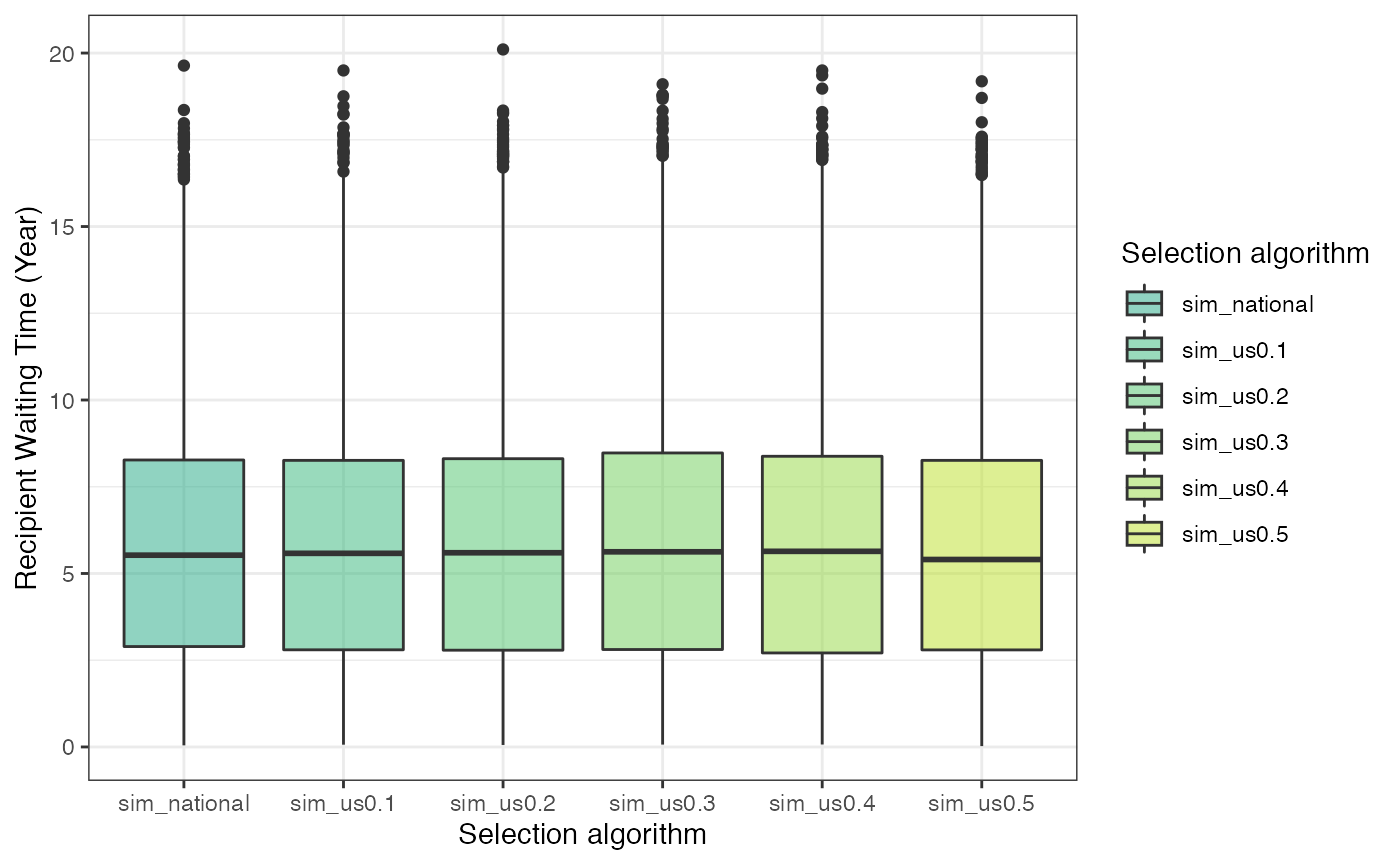 Recipient Waiting Time (Year)
20
15
10
5
0
sim_national sim_us0.1 sim_us0.2 sim_us0.3 sim_us0.4 sim_us0.5
Selection algorithm
Selection algorithm
sim_national
sim_us0.1
sim_us0.2
sim_us0.3
sim_us0.4
sim_us0.5